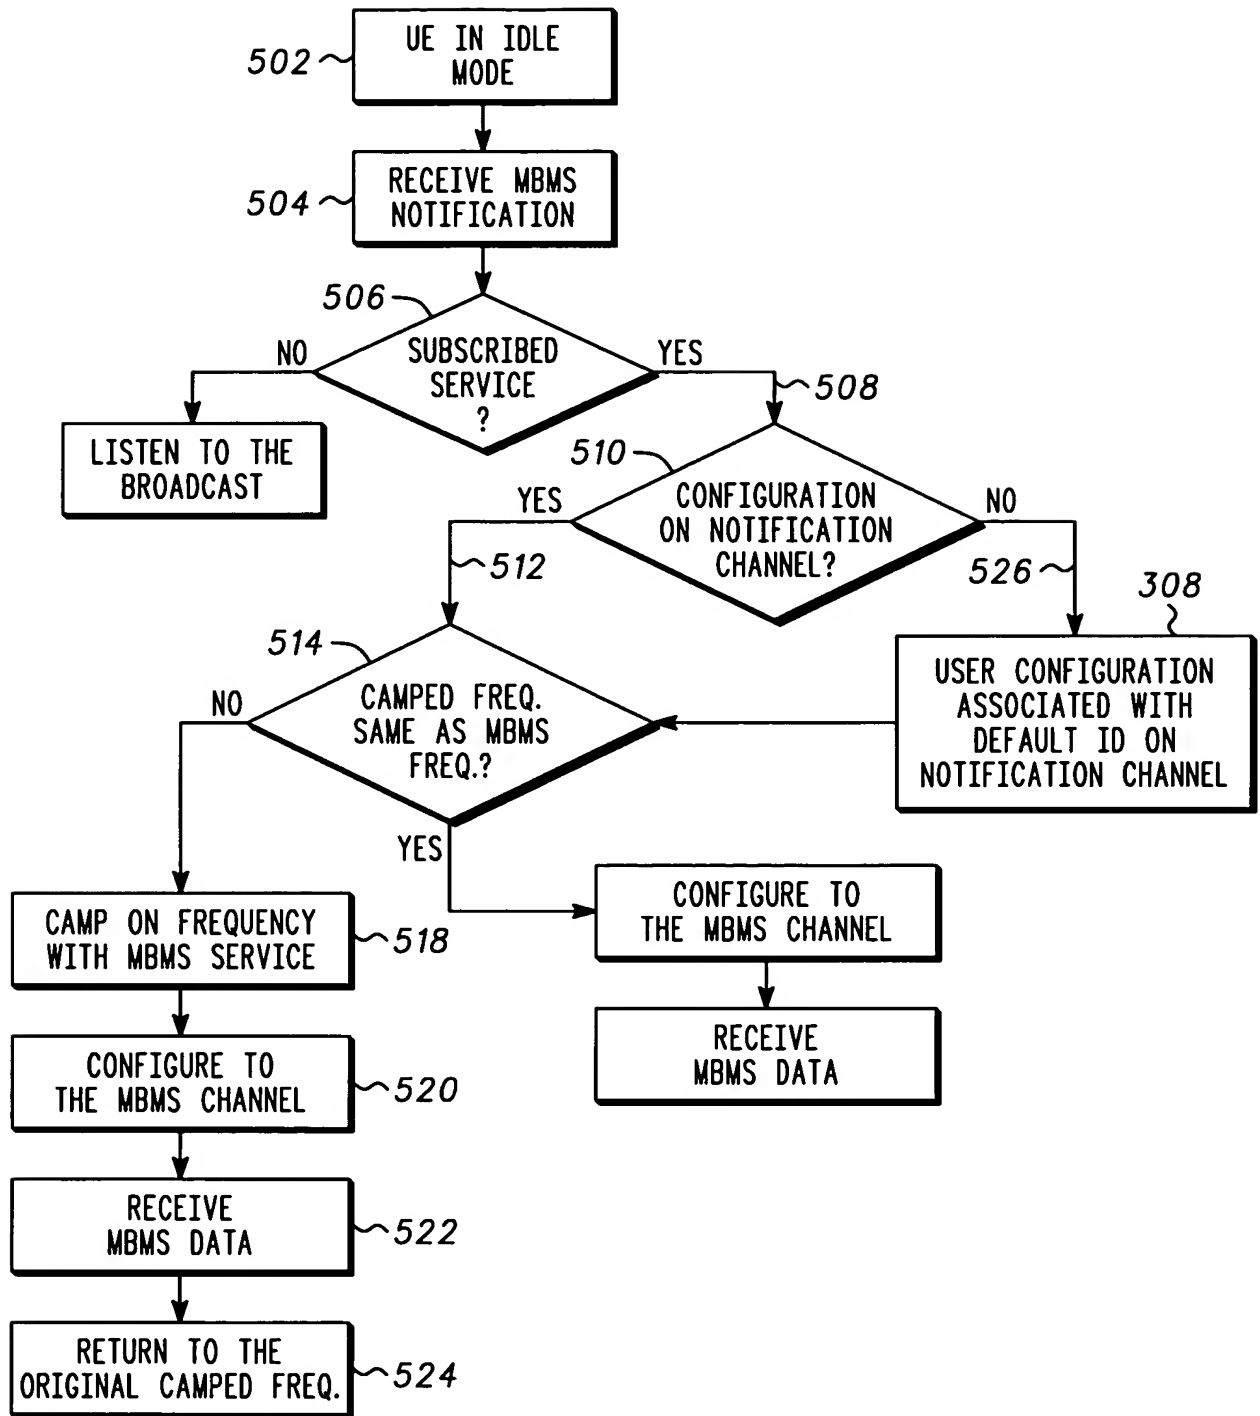 502
UE IN IDLE
MODE
504
RECEIVE MBMS
NOTIFICATION
506
NO
SUBSCRIBED
SERVICE
?
YES
508
LISTEN TO THE
BROADCAST
510
YES
CONFIGURATION
ON NOTIFICATION
CHANNEL?
NO
512
526
308
514
NO
CAMPED FREQ.
SAME AS MBMS
FREQ.?
YES
USER CONFIGURATION
ASSOCIATED WITH
DEFAULT ID ON
NOTIFICATION CHANNEL
CAMP ON FREQUENCY
WITH MBMS SERVICE
518
CONFIGURE TO
THE MBMS CHANNEL
RECEIVE
MBMS DATA
CONFIGURE TO
THE MBMS CHANNEL
520
RECEIVE
MBMS DATA
522
RETURN TO THE
ORIGINAL CAMPED FREQ.
524